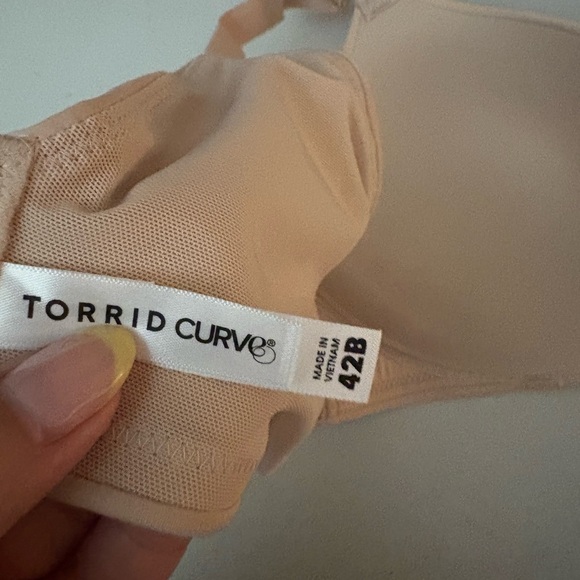 TORRID CURVE®
MADE IN
VIETNAM
42B